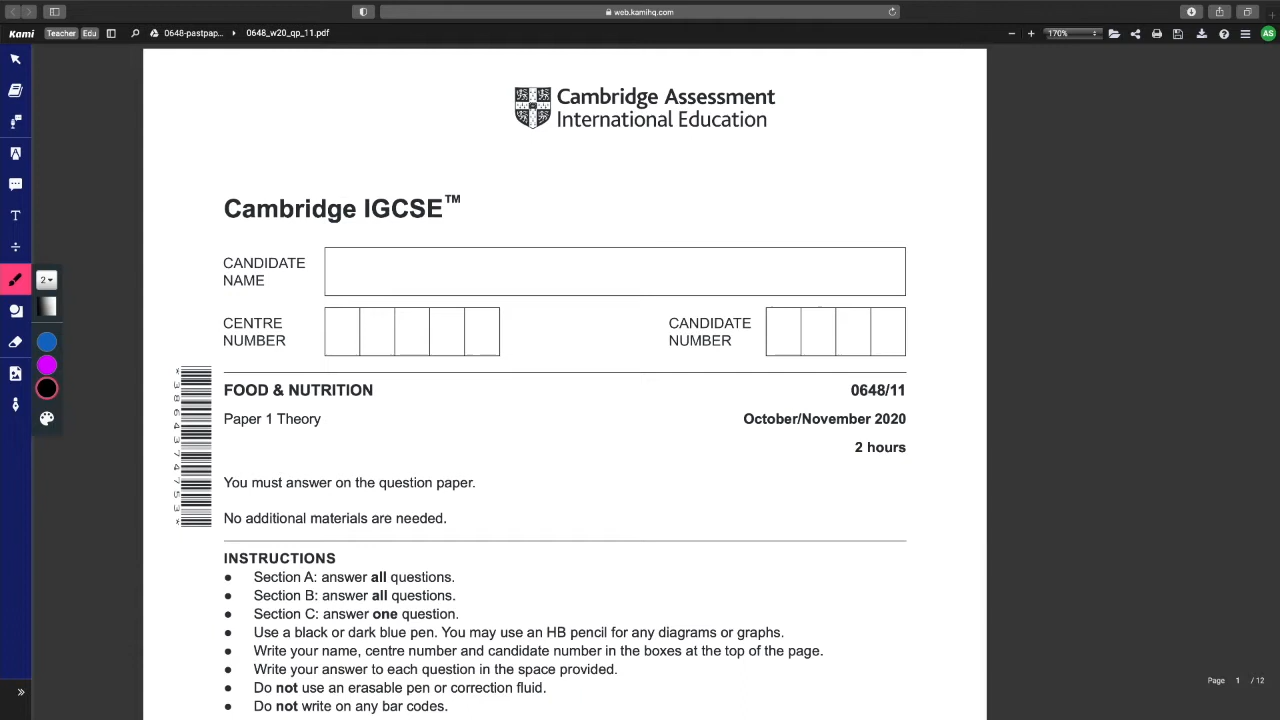 web.kamihq.com
Kami Teacher Edu 0648-pastpap... 0648_w20_qp_11.pdf 170% AS
Cambridge Assessment
International Education
Cambridge IGCSE™
CANDIDATE
NAME
CENTRE
NUMBER
CANDIDATE
NUMBER
2
FOOD & NUTRITION 0648/11
Paper 1 Theory October/November 2020
2 hours
*3864374753*
You must answer on the question paper.
No additional materials are needed.
INSTRUCTIONS
● Section A: answer all questions.
● Section B: answer all questions.
● Section C: answer one question.
● Use a black or dark blue pen. You may use an HB pencil for any diagrams or graphs.
● Write your name, centre number and candidate number in the boxes at the top of the page.
● Write your answer to each question in the space provided.
● Do not use an erasable pen or correction fluid.
● Do not write on any bar codes.
Page 1 / 12